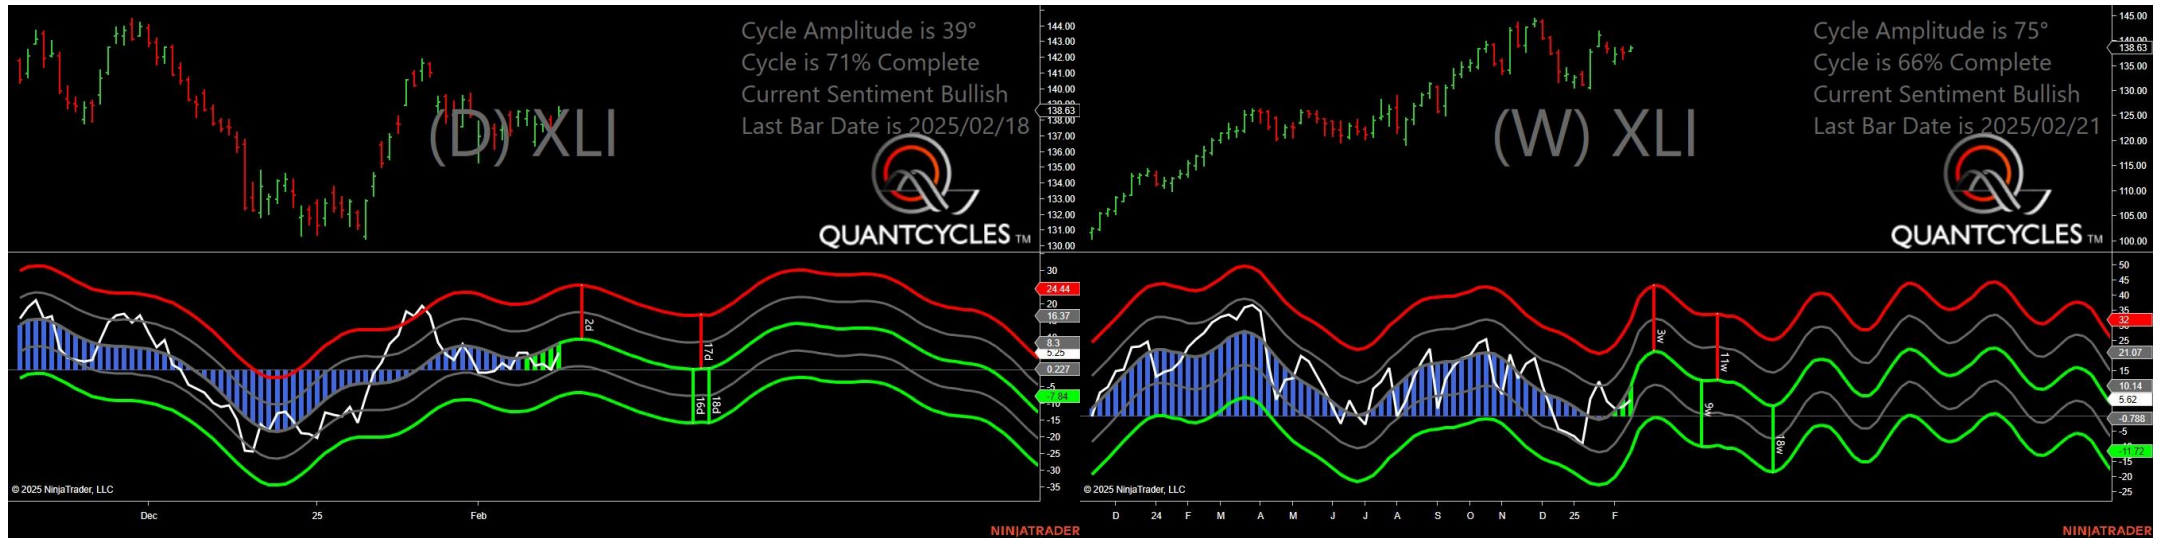 Cycle Amplitude is 39°
Cycle is 71% Complete
Current Sentiment Bullish
Last Bar Date is 2025/02/18
(D) XLI
QUANTCYCLES TM
144.00
143.00
142.00
141.00
140.00
138.63
137.00
136.00
135.00
134.00
133.00
132.00
131.00
130.00
30
24.44
20
16.37
8.3
5.25
0.227
-5
-7.84
-15
-20
-25
-30
-35
2d
17d
16d
18d
© 2025 NinjaTrader, LLC
Dec
25
Feb
NINJATRADER
Cycle Amplitude is 75°
Cycle is 66% Complete
Current Sentiment Bullish
Last Bar Date is 2025/02/21
(W) XLI
QUANTCYCLES TM
145.00
140.00
138.63
135.00
130.00
125.00
120.00
115.00
110.00
105.00
100.00
50
45
40
35
32
25
21.07
15
10.14
5.62
-0.788
-5
-11.72
-15
-20
-25
3w
11w
9w
18w
© 2025 NinjaTrader, LLC
D
24
F
M
A
M
J
J
A
S
O
N
D
25
F
NINJATRADER